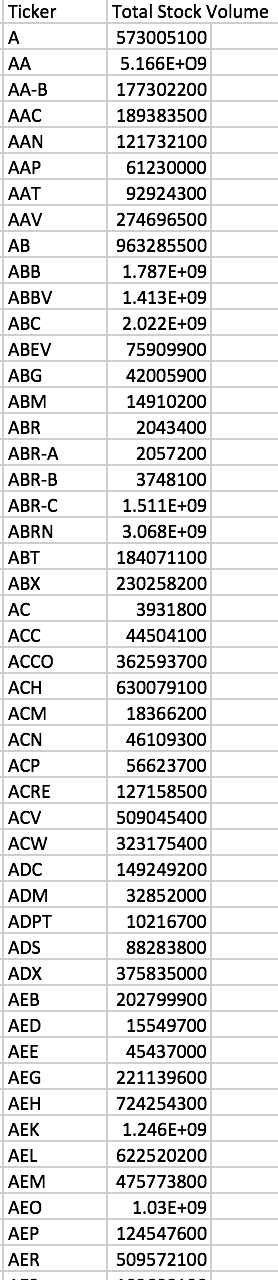 Ticker Total Stock Volume
A 573005100
AA 5.166E+09
AA-B 177302200
AAC 189383500
AAN 121732100
AAP 61230000
AAT 92924300
AAV 274696500
AB 963285500
ABB 1.787E+09
ABBV 1.413E+09
ABC 2.022E+09
ABEV 75909900
ABG 42005900
ABM 14910200
ABR 2043400
ABR-A 2057200
ABR-B 3748100
ABR-C 1.511E+09
ABRN 3.068E+09
ABT 184071100
ABX 230258200
AC 3931800
ACC 44504100
ACCO 362593700
ACH 630079100
ACM 18366200
ACN 46109300
ACP 56623700
ACRE 127158500
ACV 509045400
ACW 323175400
ADC 149249200
ADM 32852000
ADPT 10216700
ADS 88283800
ADX 375835000
AEB 202799900
AED 15549700
AEE 45437000
AEG 221139600
AEH 724254300
AEK 1.246E+09
AEL 622520200
AEM 475773800
AEO 1.03E+09
AEP 124547600
AER 509572100